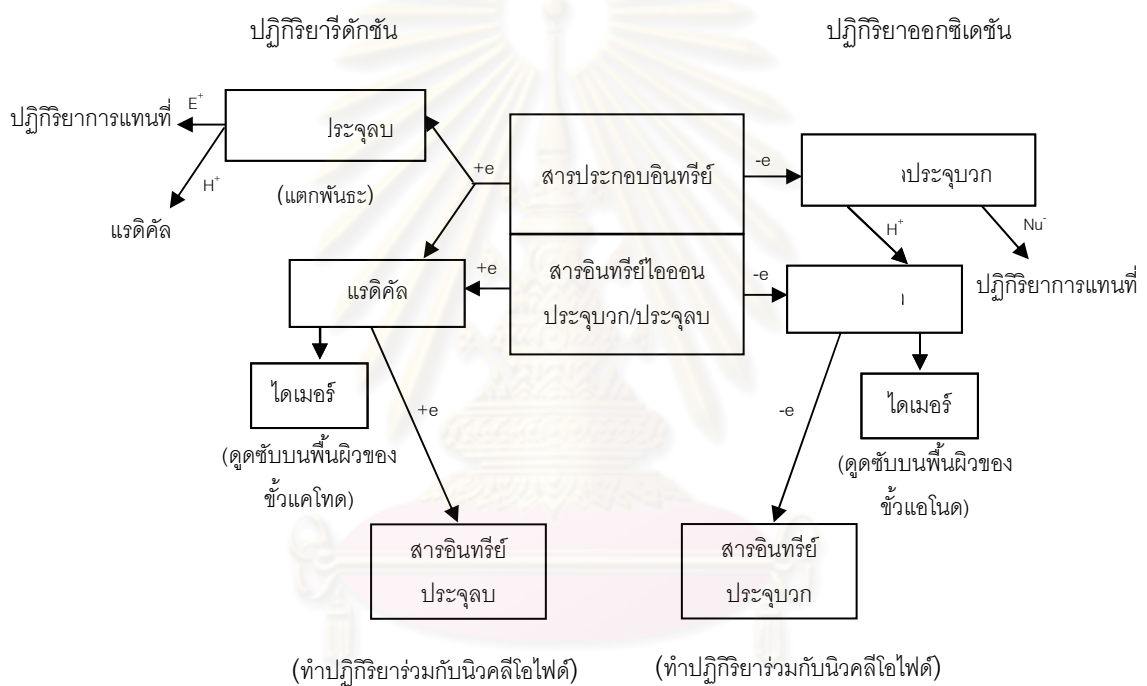 ปฏิกิริยารีดักชัน
ปฏิกิริยาออกซิเดชัน
ปฏิกิริยาการแทนที่
E⁺
ประจุลบ
H⁺
(แตกพันธะ)
แรดิคัล
+e
สารประกอบอินทรีย์
-e
ประจุบวก
H⁺
Nu⁻
ปฏิกิริยาการแทนที่
แรดิคัล
+e
สารอินทรีย์ไอออน
ประจุบวก/ประจุลบ
-e
ไดเมอร์
(ดูดซับบนพื้นผิวของ
ขั้วแคโทด)
+e
-e
ไดเมอร์
(ดูดซับบนพื้นผิวของ
ขั้วแอโนด)
สารอินทรีย์
ประจุลบ
สารอินทรีย์
ประจุบวก
(ทำปฏิกิริยาร่วมกับนิวคลีโอไฟด์)
(ทำปฏิกิริยาร่วมกับนิวคลีโอไฟด์)